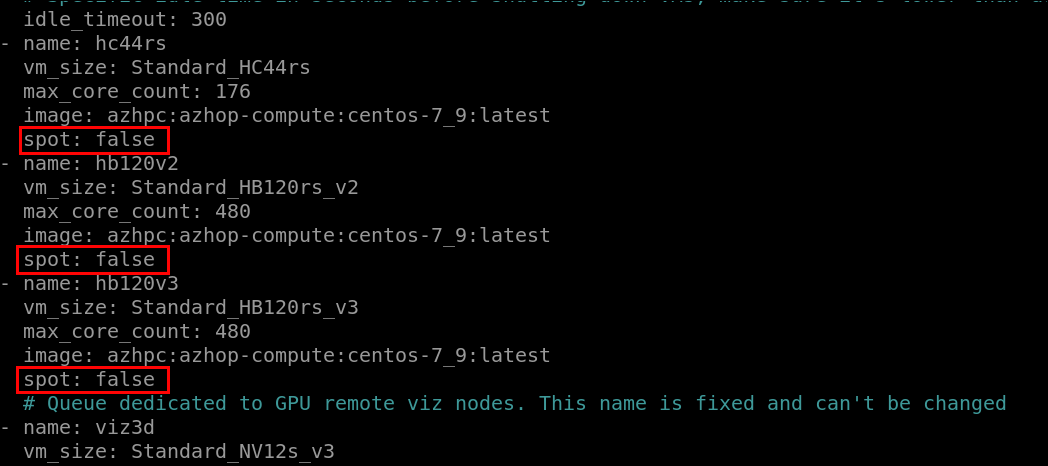 idle_timeout: 300
- name: hc44rs
vm_size: Standard_HC44rs
max_core_count: 176
image: azhpc:azhop-compute:centos-7_9:latest
spot: false
- name: hb120v2
vm_size: Standard_HB120rs_v2
max_core_count: 480
image: azhpc:azhop-compute:centos-7_9:latest
spot: false
- name: hb120v3
vm_size: Standard_HB120rs_v3
max_core_count: 480
image: azhpc:azhop-compute:centos-7_9:latest
spot: false
# Queue dedicated to GPU remote viz nodes. This name is fixed and can't be changed
- name: viz3d
vm_size: Standard_NV12s_v3